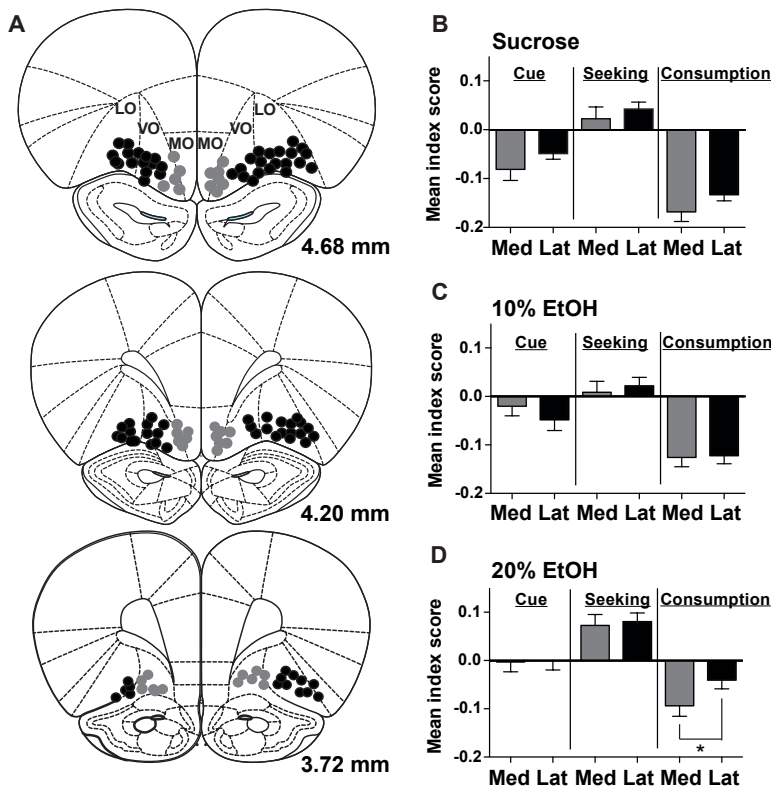 A
LO
LO
VO
VO
MO
MO
4.68 mm
4.20 mm
3.72 mm
B
Sucrose
Cue
Seeking
Consumption
Mean index score
0.1
0.0
-0.1
-0.2
Med Lat Med Lat Med Lat
C
10% EtOH
Cue
Seeking
Consumption
Mean index score
0.1
0.0
-0.1
-0.2
Med Lat Med Lat Med Lat
D
20% EtOH
Cue
Seeking
Consumption
Mean index score
0.1
0.0
-0.1
-0.2
*
Med Lat Med Lat Med Lat